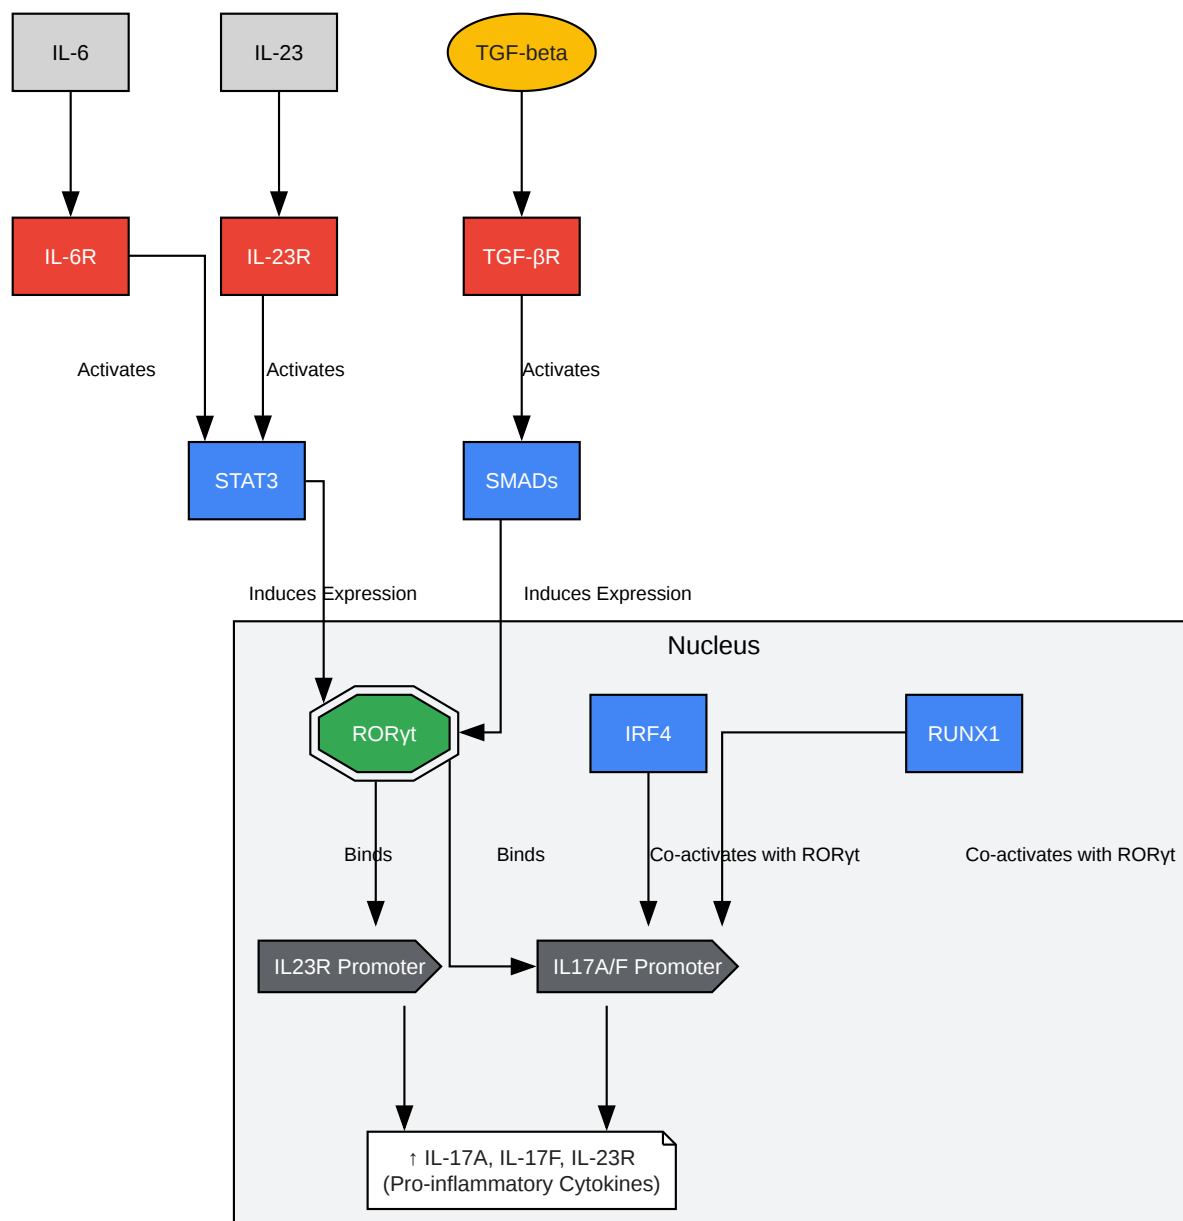 IL-6
IL-23
TGF-beta
IL-6R
IL-23R
TGF-βR
Activates
Activates
Activates
STAT3
SMADs
Induces Expression
Induces Expression
Nucleus
RORγt
IRF4
RUNX1
Binds
Binds
Co-activates with RORγt
Co-activates with RORγt
IL23R Promoter
IL17A/F Promoter
↑ IL-17A, IL-17F, IL-23R
(Pro-inflammatory Cytokines)